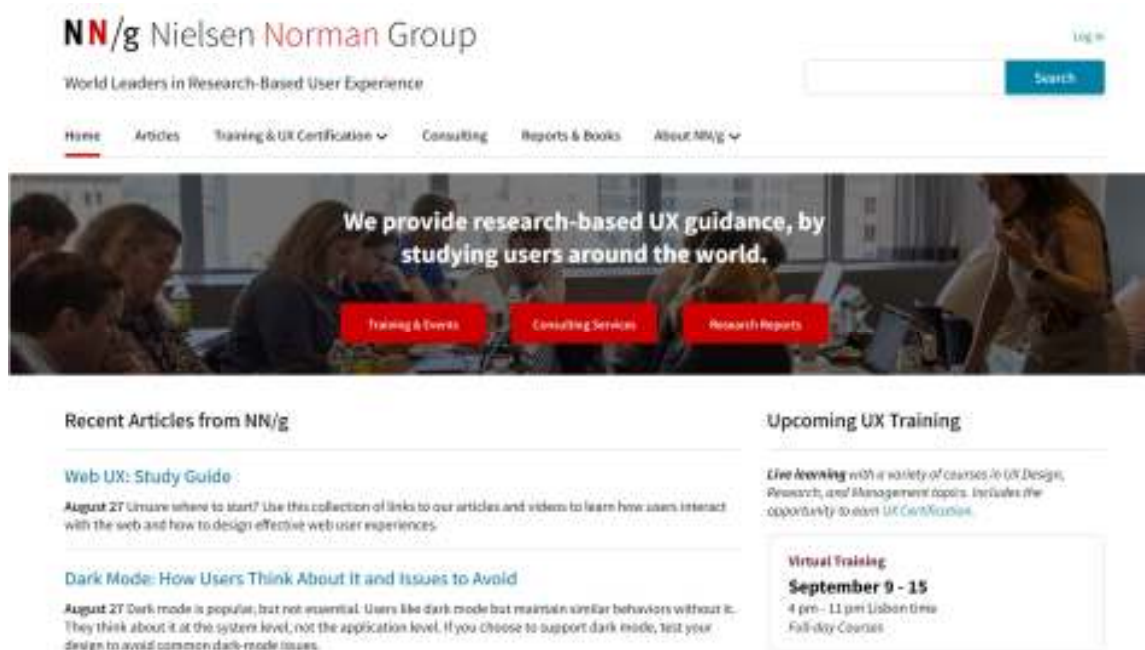 NN/g Nielsen Norman Group
Log in
World Leaders in Research-Based User Experience
Search
Home Articles Training & UX Certification Consulting Reports & Books About NN/g
We provide research-based UX guidance, by
studying users around the world.
Training & Events Consulting Services Research Reports
Recent Articles from NN/g
Web UX: Study Guide
August 27 Unsure where to start? Use this collection of links to our articles and videos to learn how users interact
with the web and how to design effective web user experiences.
Dark Mode: How Users Think About It and Issues to Avoid
August 27 Dark mode is popular, but not essential. Users like dark mode but maintain similar behaviors without it.
They think about it at the system level, not the application level. If you choose to support dark mode, test your
design to avoid common dark-mode issues.
Upcoming UX Training
Live learning with a variety of courses in UX Design,
Research, and Management topics. Includes the
opportunity to earn UX Certification.
Virtual Training
September 9 - 15
4 pm - 11 pm Lisbon time
Full-day Courses